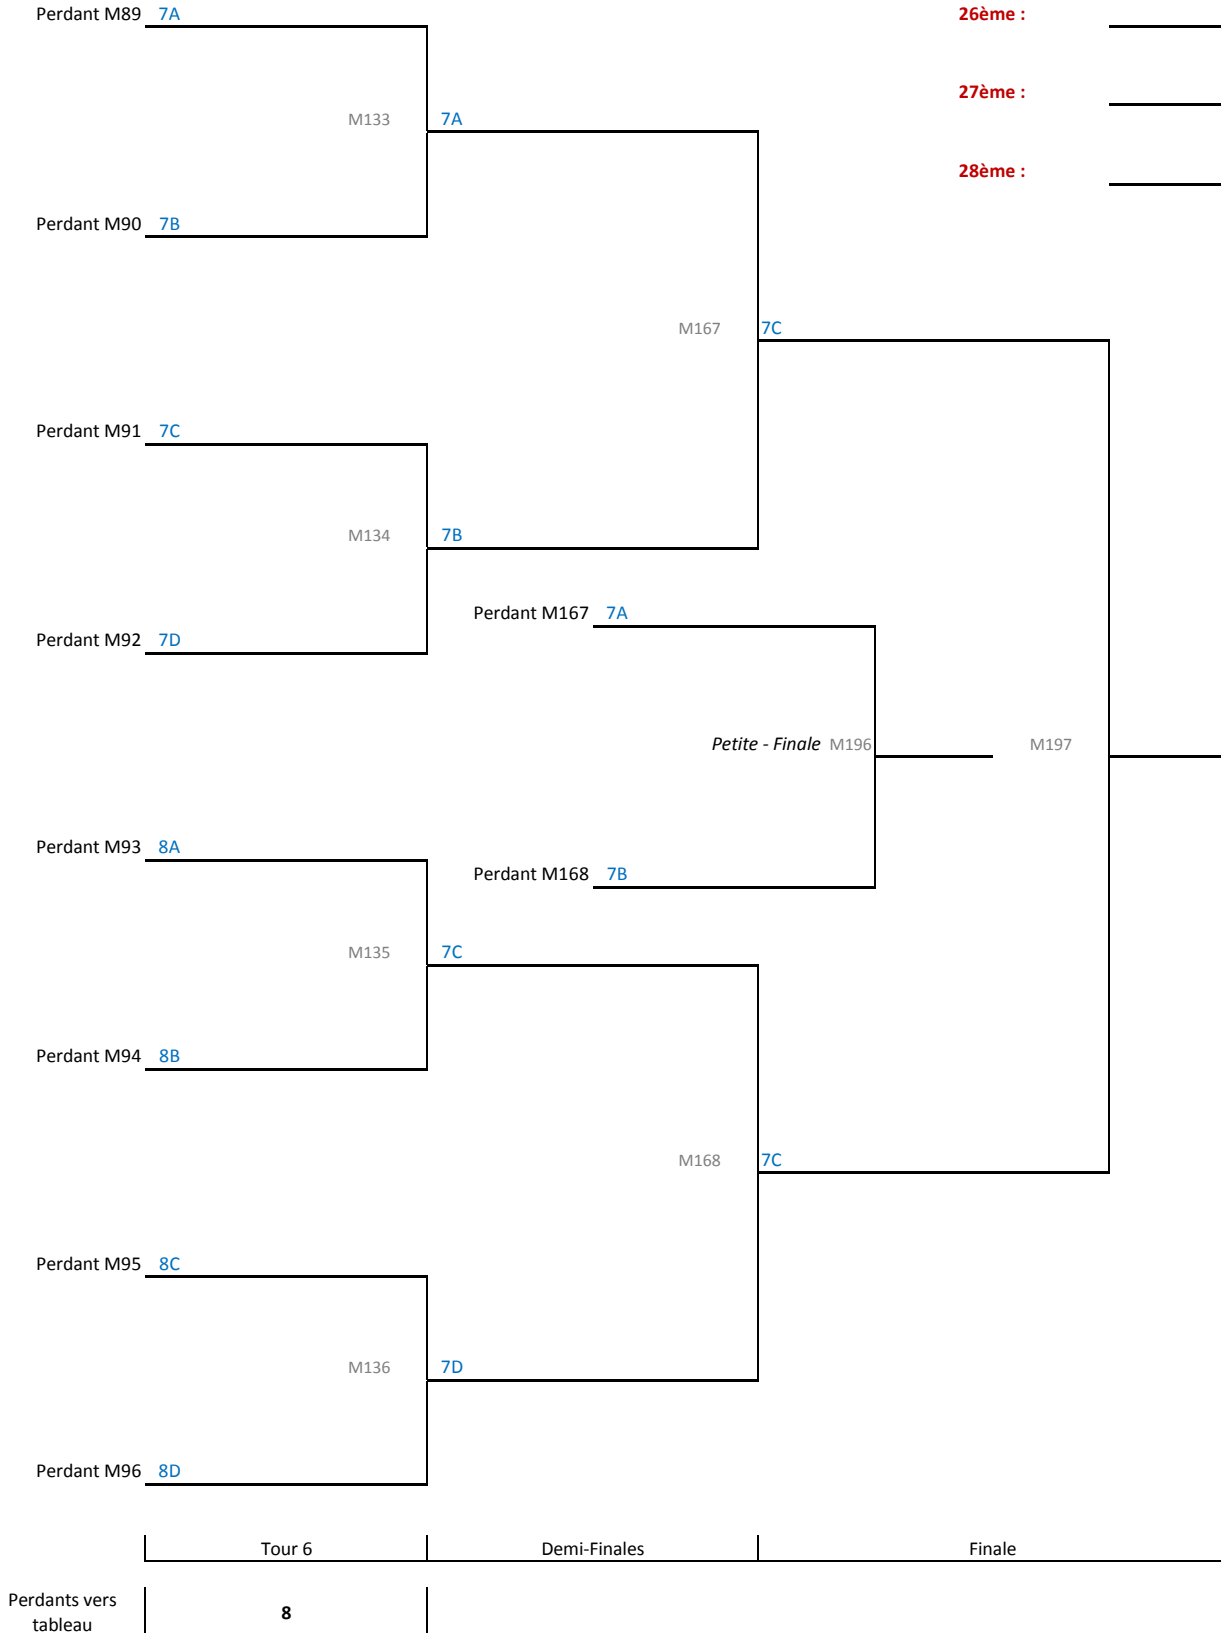 Perdant M89 7A
26ème :
27ème :
M133 7A
28ème :
Perdant M90 7B
M167 7C
Perdant M91 7C
M134 7B
Perdant M167 7A
Perdant M92 7D
Petite - Finale M196
M197
Perdant M93 8A
Perdant M168 7B
M135 7C
Perdant M94 8B
M168 7C
Perdant M95 8C
M136 7D
Perdant M96 8D
Tour 6 Demi-Finales Finale
Perdants vers
tableau
8